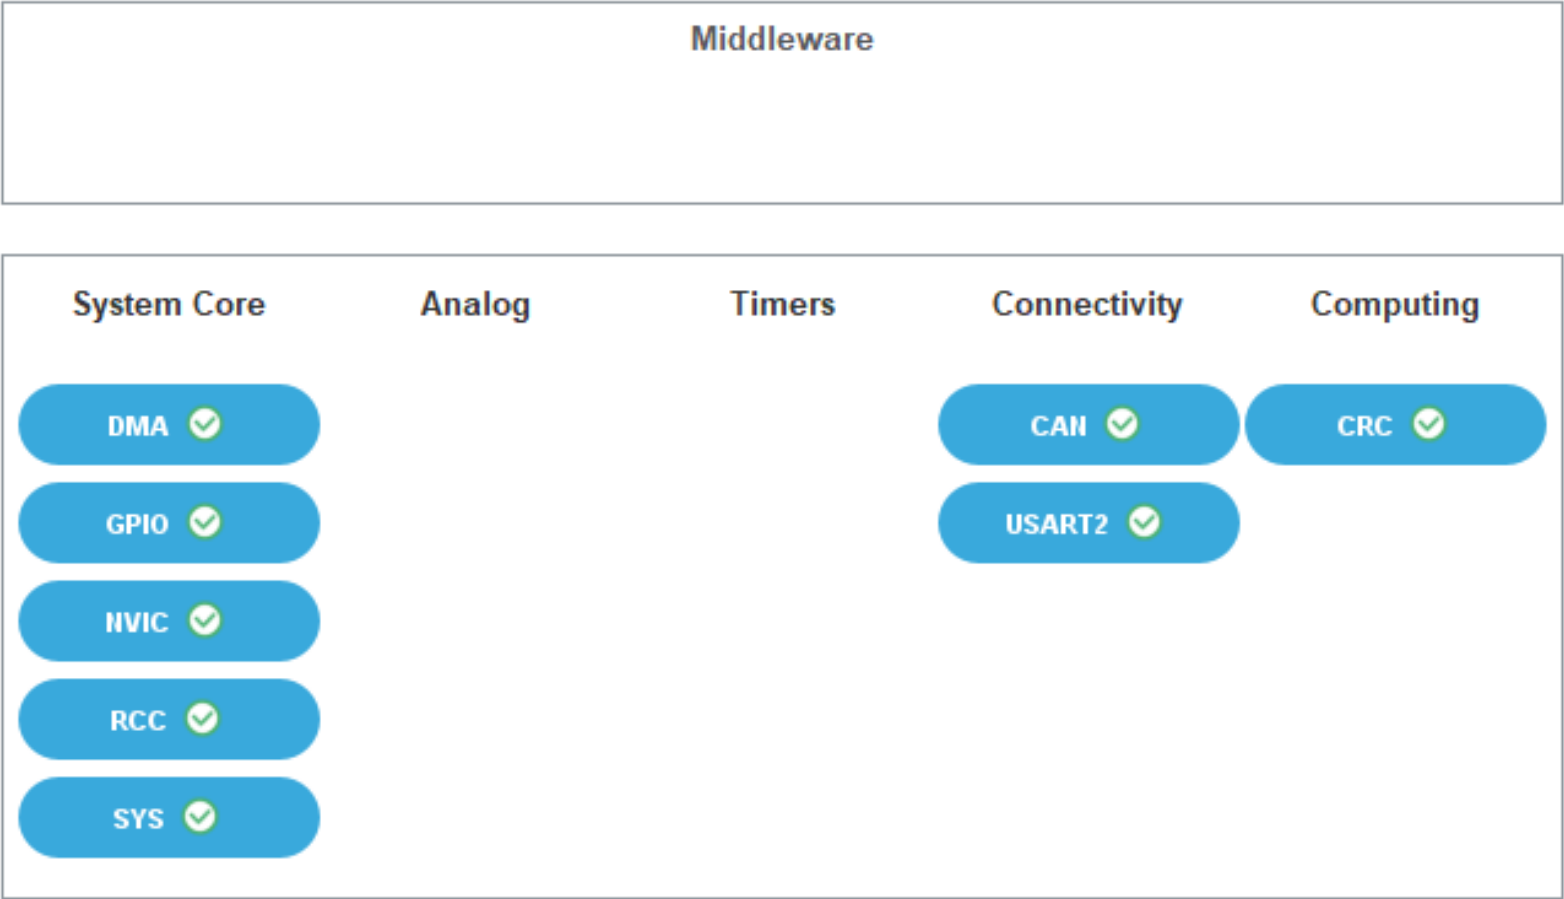 Middleware
System Core Analog Timers Connectivity Computing
DMA CAN CRC
GPIO USART2
NVIC
RCC
SYS